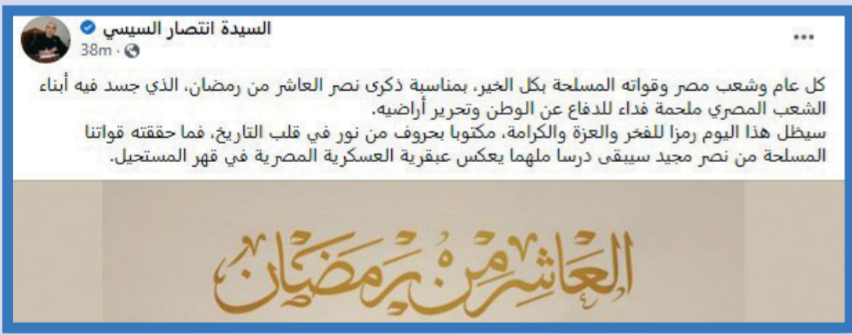 السيدة انتصار السيسي
38m ·
كل عام وشعب مصر وقواته المسلحة بكل الخير، بمناسبة ذكرى نصر العاشر من رمضان، الذي جسد فيه أبناء
الشعب المصري ملحمة فداء للدفاع عن الوطن وتحرير أراضيه.
سيظل هذا اليوم رمزا للفخر والعزة والكرامة، مكتوبا بحروف من نور في قلب التاريخ، فما حققته قواتنا
المسلحة من نصر مجيد سيبقى درسا ملهما يعكس عبقرية العسكرية المصرية في قهر المستحيل.
العَاشِر مِنْ رَمَضَان